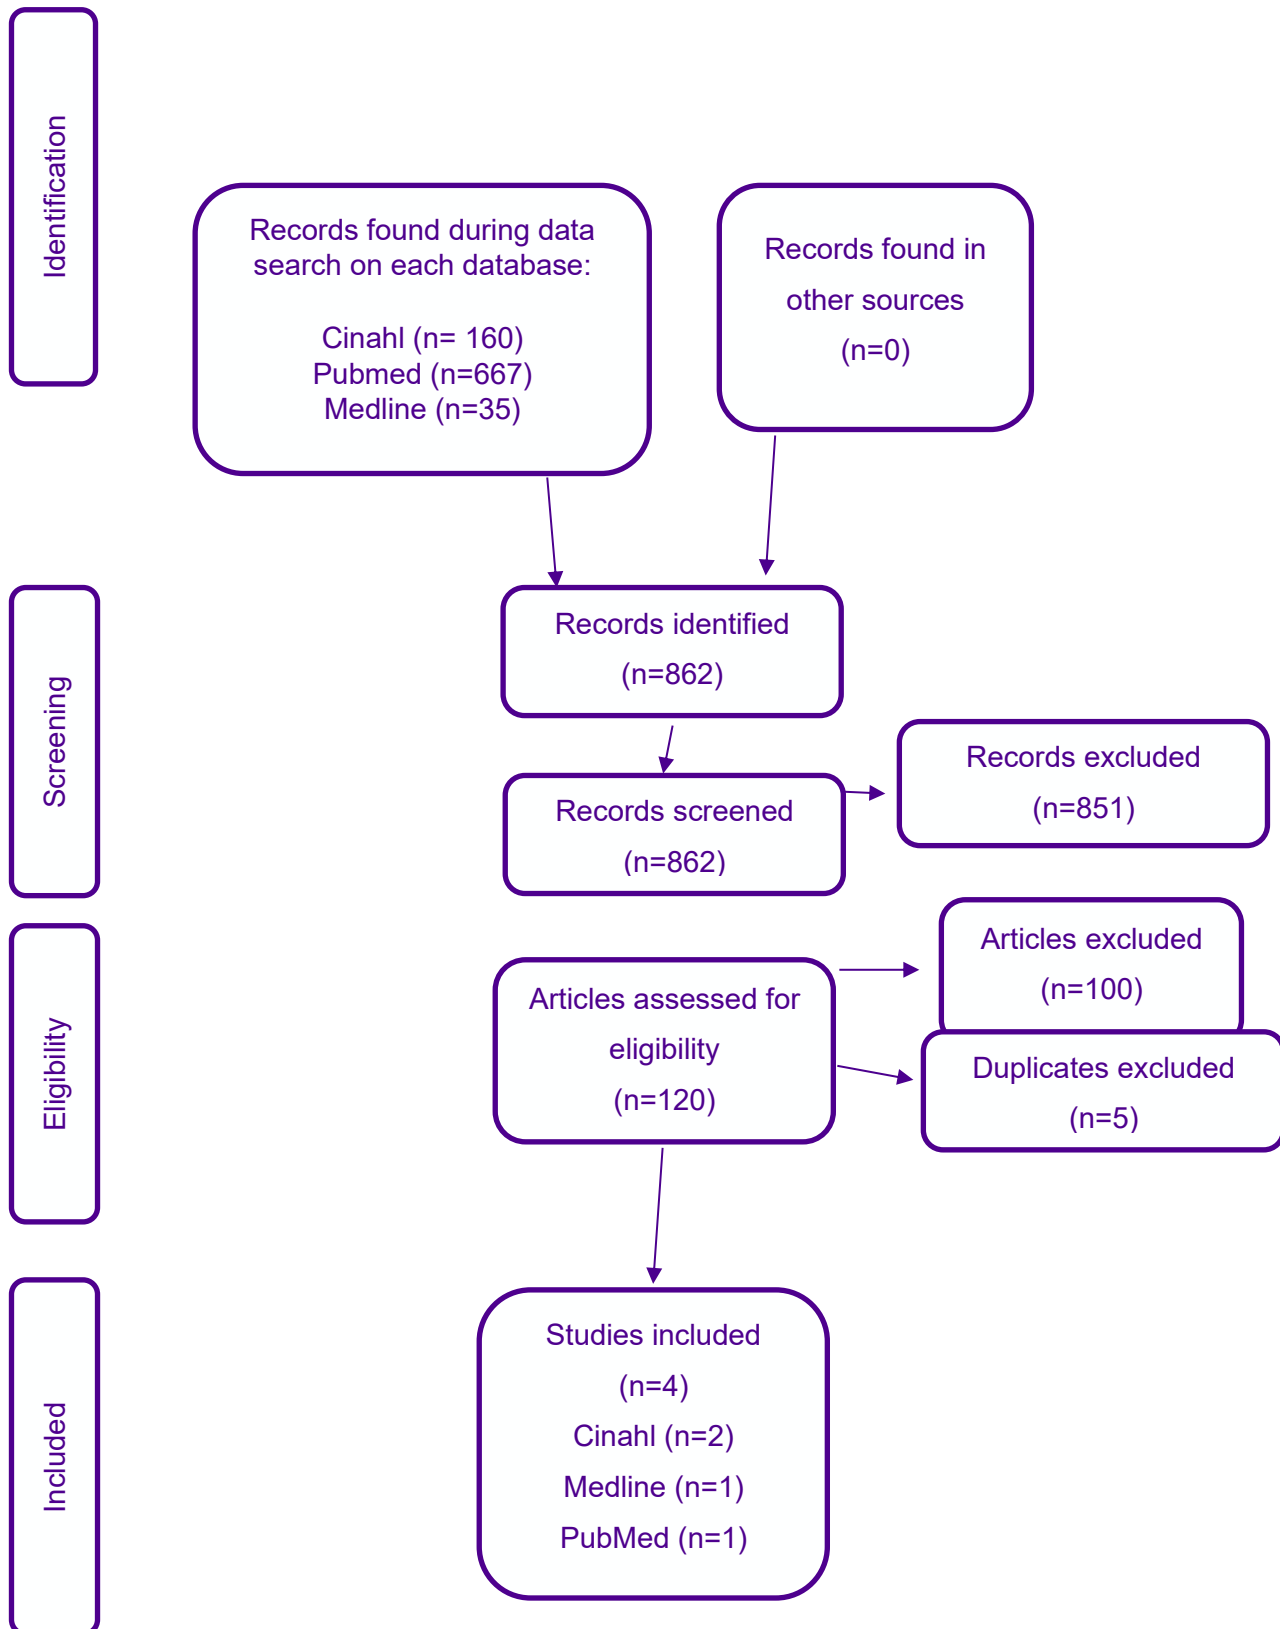 Identification
Records found during data
search on each database:
Cinahl (n= 160)
Pubmed (n=667)
Medline (n=35)
Records found in
other sources
(n=0)
Screening
Records identified
(n=862)
Records screened
(n=862)
Records excluded
(n=851)
Eligibility
Articles assessed for
eligibility
(n=120)
Articles excluded
(n=100)
Duplicates excluded
(n=5)
Included
Studies included
(n=4)
Cinahl (n=2)
Medline (n=1)
PubMed (n=1)